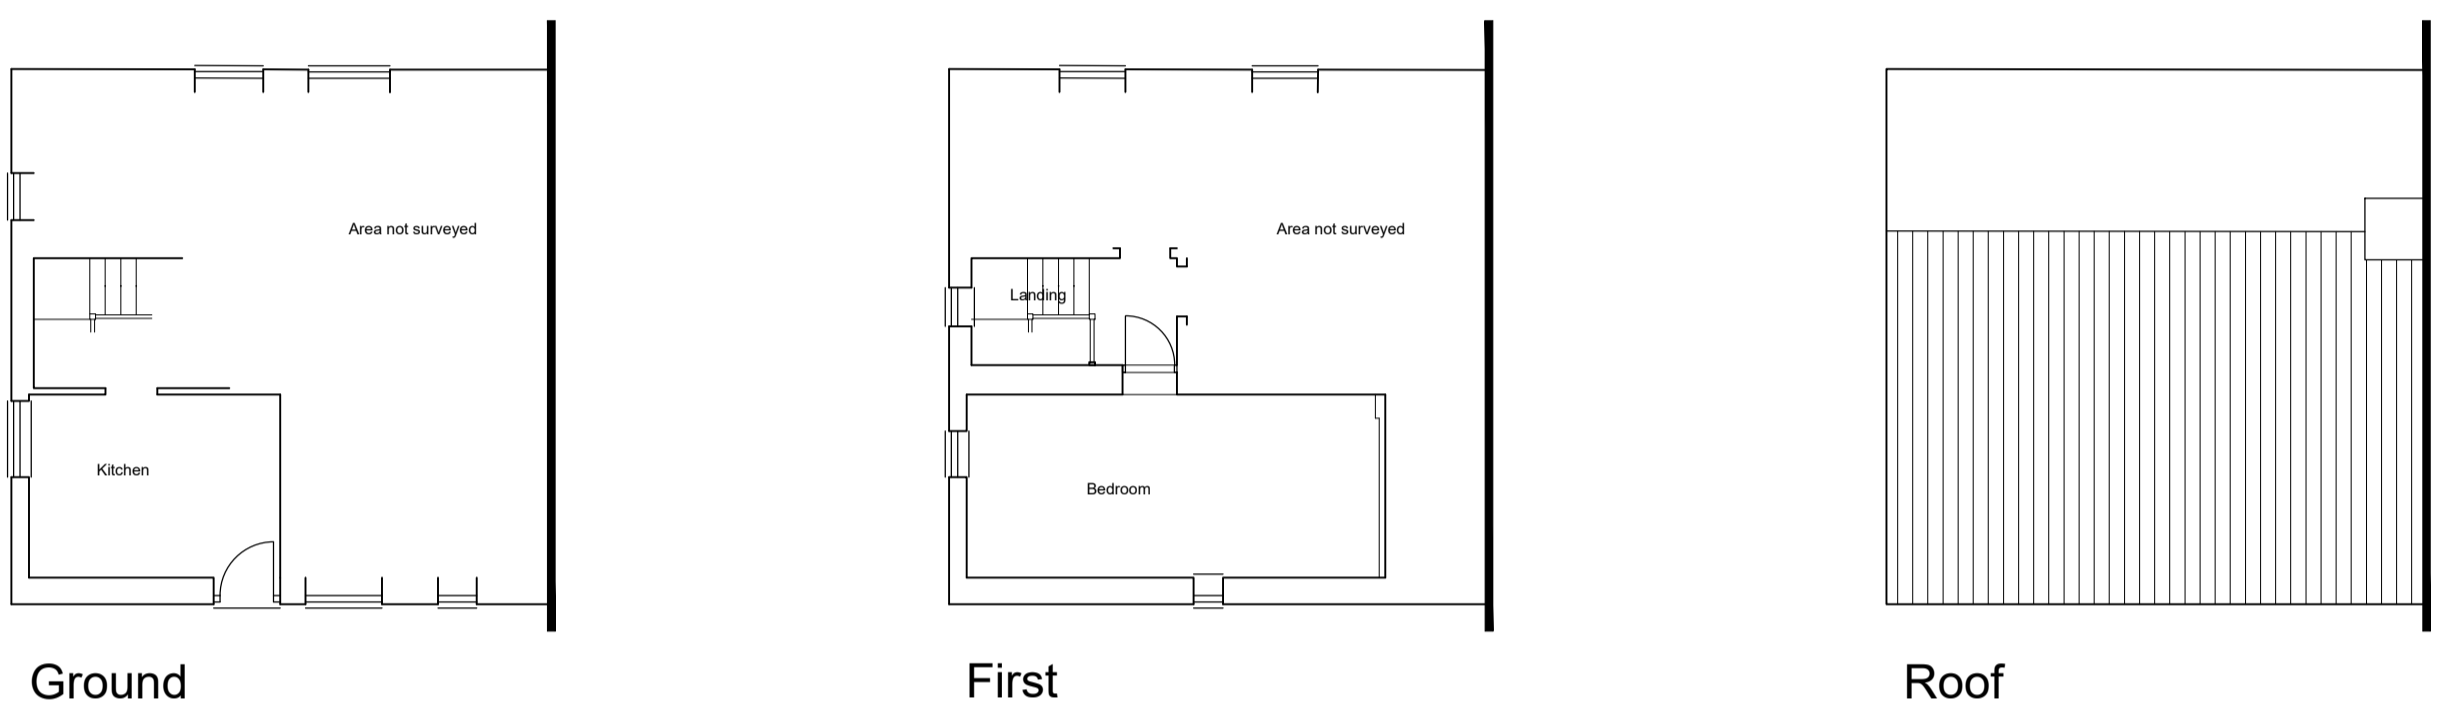 Area not surveyed
Kitchen
Ground
Area not surveyed
Landing
Bedroom
First
Roof